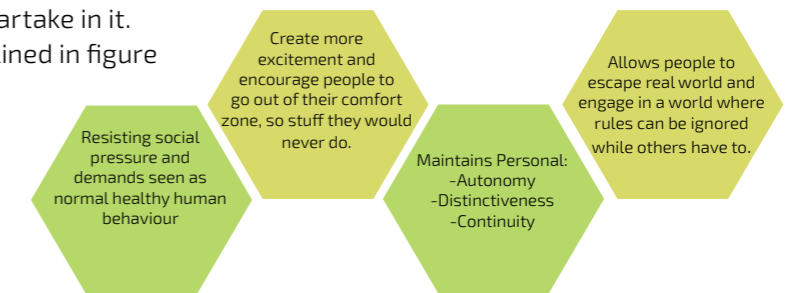 artake in it.
ined in figure
Resisting social
pressure and
demands seen as
normal healthy human
behaviour
Create more
excitement and
encourage people to
go out of their comfort
zone, so stuff they would
never do.
Maintains Personal:
-Autonomy
-Distinctiveness
-Continuity
Allows people to
escape real world and
engage in a world where
rules can be ignored
while others have to.